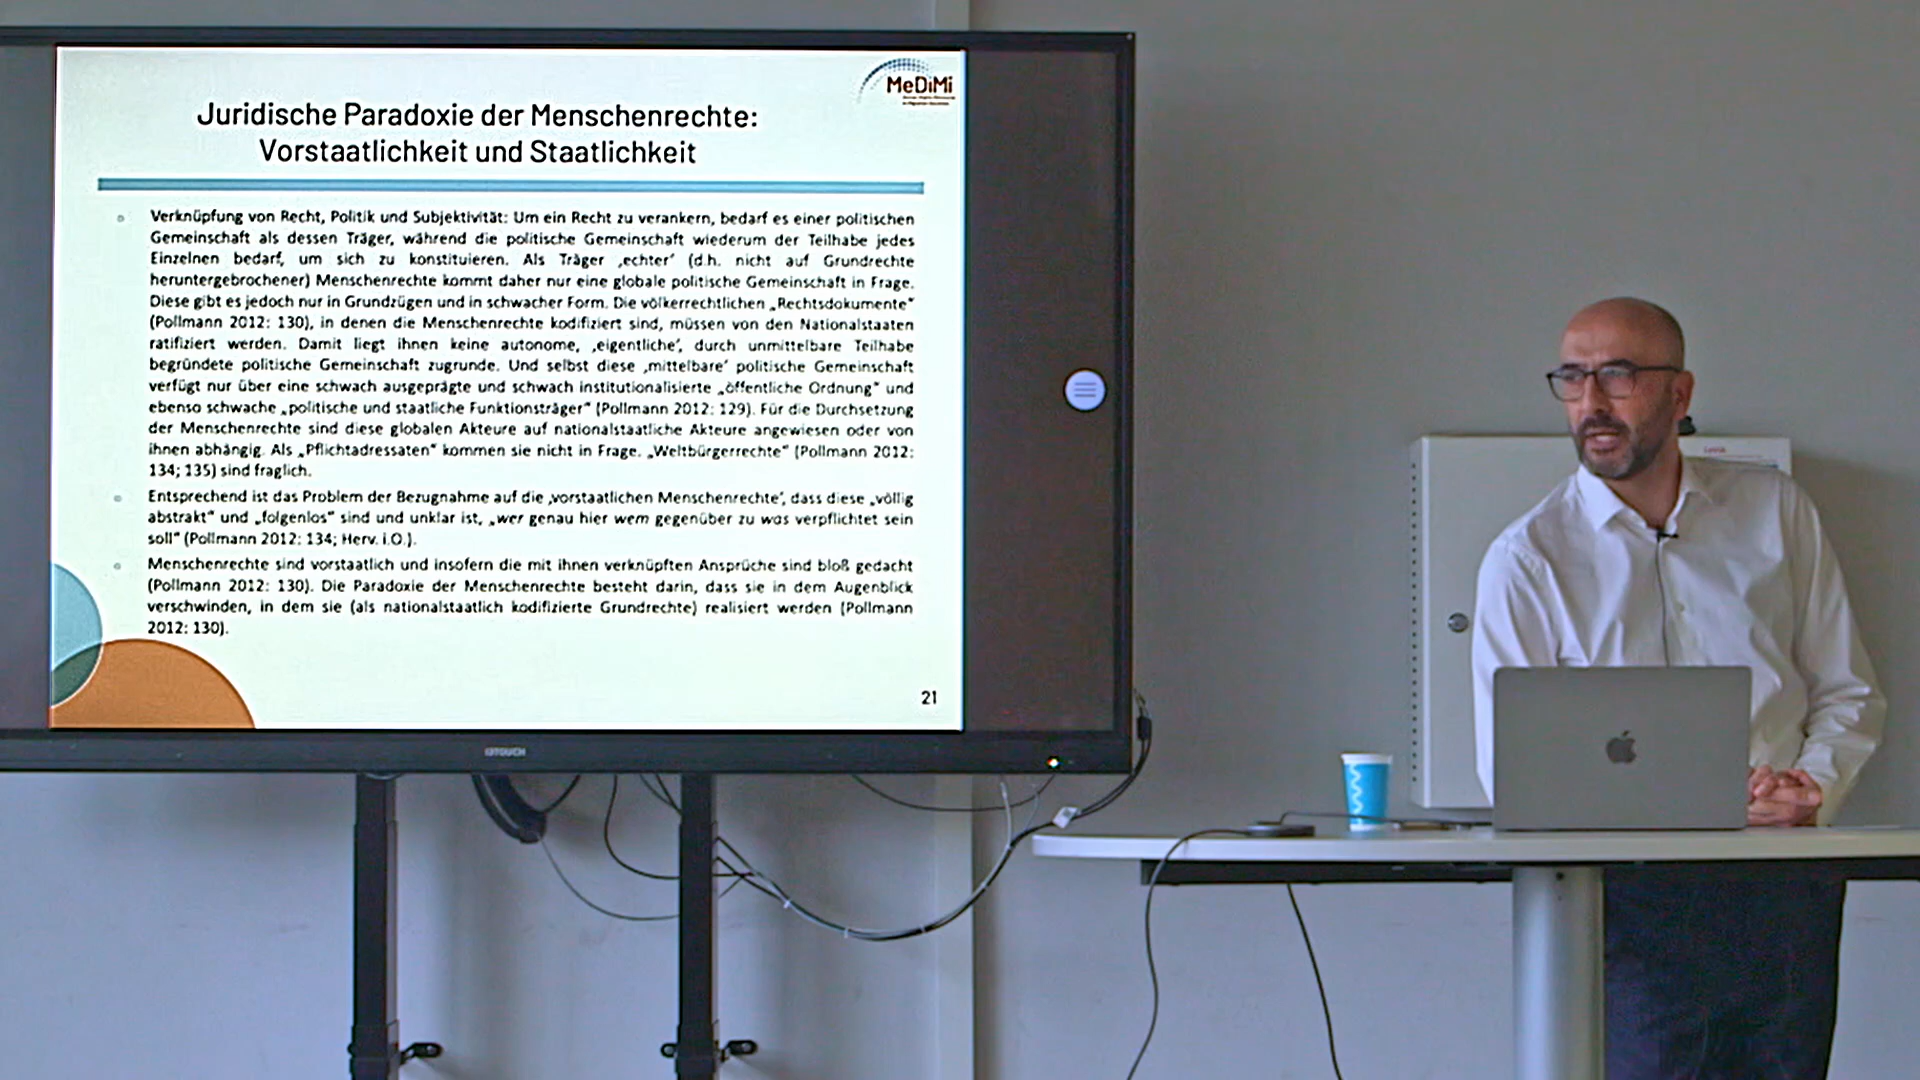 MeDiMi
Juridische Paradoxie der Menschenrechte:
Vorstaatlichkeit und Staatlichkeit
Verknüpfung von Recht, Politik und Subjektivität: Um ein Recht zu verankern, bedarf es einer politischen
Gemeinschaft als dessen Träger, während die politische Gemeinschaft wiederum der Teilhabe jedes
Einzelnen bedarf, um sich zu konstituieren. Als Träger ‚echter‘ (d.h. nicht auf Grundrechte
heruntergebrochener) Menschenrechte kommt daher nur eine globale politische Gemeinschaft in Frage.
Diese gibt es jedoch nur in Grundzügen und in schwacher Form. Die völkerrechtlichen „Rechtsdokumente“
(Pollmann 2012: 130), in denen die Menschenrechte kodifiziert sind, müssen von den Nationalstaaten
ratifiziert werden. Damit liegt ihnen keine autonome, ‚eigentliche‘, durch unmittelbare Teilhabe
begründete politische Gemeinschaft zugrunde. Und selbst diese ‚mittelbare‘ politische Gemeinschaft
verfügt nur über eine schwach ausgeprägte und schwach institutionalisierte „öffentliche Ordnung“ und
ebenso schwache „politische und staatliche Funktionsträger“ (Pollmann 2012: 129). Für die Durchsetzung
der Menschenrechte sind diese globalen Akteure auf nationalstaatliche Akteure angewiesen oder von
ihnen abhängig. Als „Pflichtadressaten“ kommen sie nicht in Frage. „Weltbürgerrechte“ (Pollmann 2012:
134; 135) sind fraglich.
Entsprechend ist das Problem der Bezugnahme auf die ‚vorstaatlichen Menschenrechte‘, dass diese „völlig
abstrakt“ und „folgenlos“ sind und unklar ist, „wer genau hier wem gegenüber zu was verpflichtet sein
soll“ (Pollmann 2012: 134; Herv. i.O.).
Menschenrechte sind vorstaatlich und insofern die mit ihnen verknüpften Ansprüche sind bloß gedacht
(Pollmann 2012: 130). Die Paradoxie der Menschenrechte besteht darin, dass sie in dem Augenblick
verschwinden, in dem sie (als nationalstaatlich kodifizierte Grundrechte) realisiert werden (Pollmann
2012: 130).
21